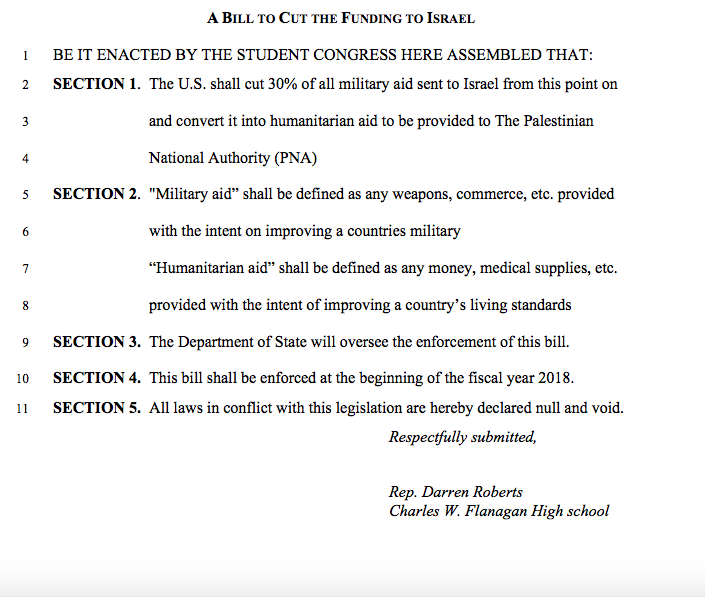 A BILL TO CUT THE FUNDING TO ISRAEL
1 BE IT ENACTED BY THE STUDENT CONGRESS HERE ASSEMBLED THAT:
2 SECTION 1. The U.S. shall cut 30% of all military aid sent to Israel from this point on
3 and convert it into humanitarian aid to be provided to The Palestinian
4 National Authority (PNA)
5 SECTION 2. "Military aid” shall be defined as any weapons, commerce, etc. provided
6 with the intent on improving a countries military
7 “Humanitarian aid” shall be defined as any money, medical supplies, etc.
8 provided with the intent of improving a country’s living standards
9 SECTION 3. The Department of State will oversee the enforcement of this bill.
10 SECTION 4. This bill shall be enforced at the beginning of the fiscal year 2018.
11 SECTION 5. All laws in conflict with this legislation are hereby declared null and void.
Respectfully submitted,
Rep. Darren Roberts
Charles W. Flanagan High school